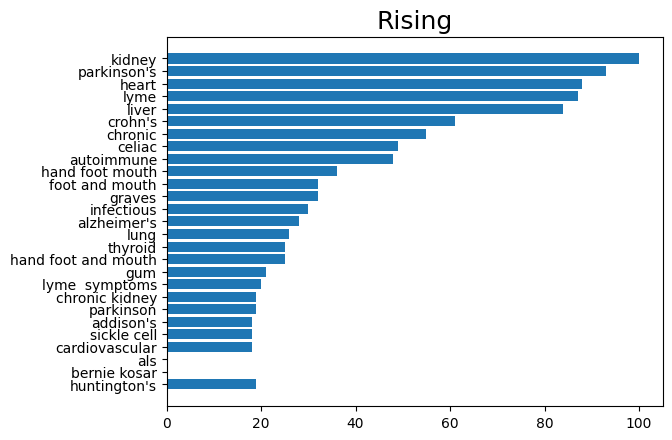 Rising
kidney
parkinson's
heart
lyme
liver
crohn's
chronic
celiac
autoimmune
hand foot mouth
foot and mouth
graves
infectious
alzheimer's
lung
thyroid
hand foot and mouth
gum
lyme  symptoms
chronic kidney
parkinson
addison's
sickle cell
cardiovascular
als
bernie kosar
huntington's
0 20 40 60 80 100